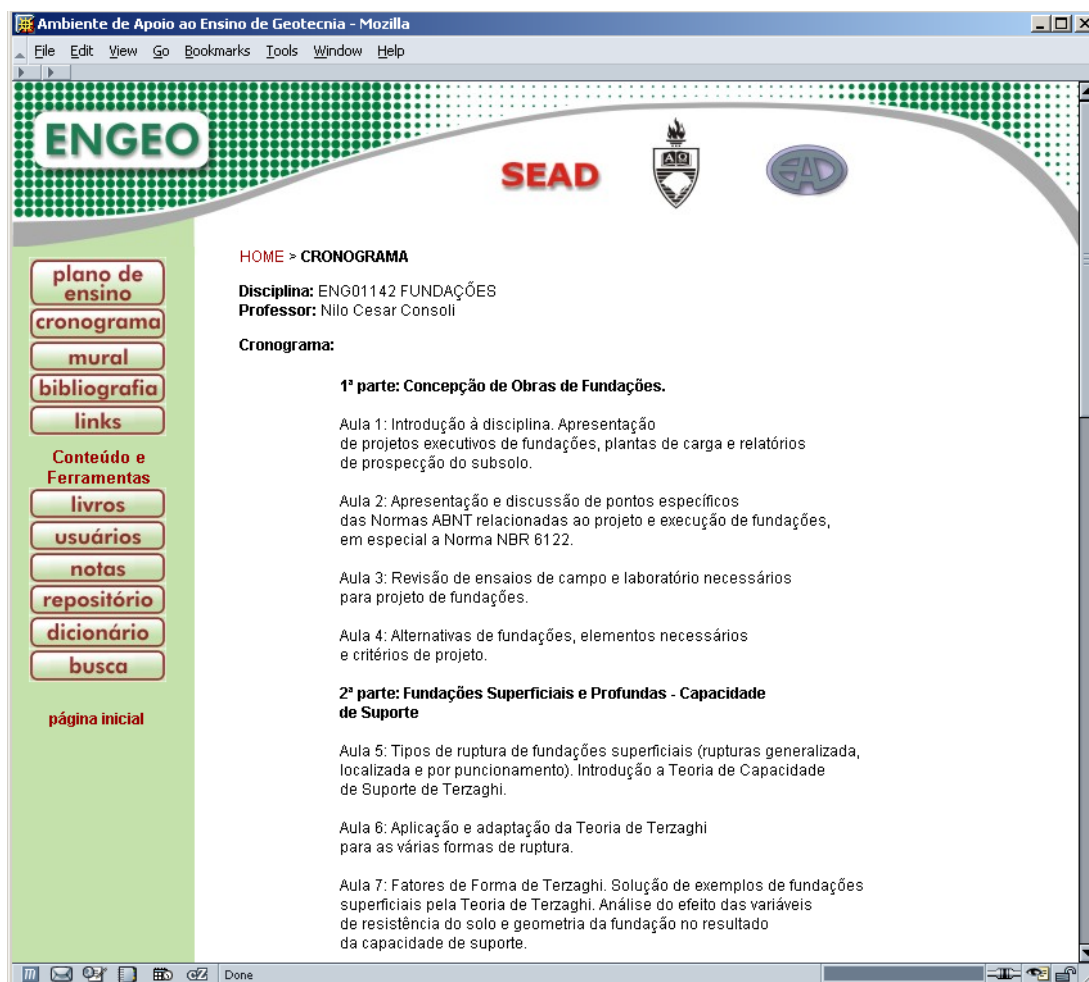 Ambiente de Apoio ao Ensino de Geotecnia - Mozilla
File Edit View Go Bookmarks Tools Window Help
ENGEO
SEAD
EAD
plano de
ensino
cronograma
mural
bibliografia
links
Conteúdo e
Ferramentas
livros
usuários
notas
repositório
dicionário
busca
página inicial
HOME > CRONOGRAMA
Disciplina: ENG01142 FUNDAÇÕES
Professor: Nilo Cesar Consoli
Cronograma:
1ª parte: Concepção de Obras de Fundações.
Aula 1: Introdução à disciplina. Apresentação
de projetos executivos de fundações, plantas de carga e relatórios
de prospecção do subsolo.
Aula 2: Apresentação e discussão de pontos específicos
das Normas ABNT relacionadas ao projeto e execução de fundações,
em especial a Norma NBR 6122.
Aula 3: Revisão de ensaios de campo e laboratório necessários
para projeto de fundações.
Aula 4: Alternativas de fundações, elementos necessários
e critérios de projeto.
2ª parte: Fundações Superficiais e Profundas - Capacidade
de Suporte
Aula 5: Tipos de ruptura de fundações superficiais (rupturas generalizada,
localizada e por puncionamento). Introdução a Teoria de Capacidade
de Suporte de Terzaghi.
Aula 6: Aplicação e adaptação da Teoria de Terzaghi
para as várias formas de ruptura.
Aula 7: Fatores de Forma de Terzaghi. Solução de exemplos de fundações
superficiais pela Teoria de Terzaghi. Análise do efeito das variáveis
de resistência do solo e geometria da fundação no resultado
da capacidade de suporte.
Done